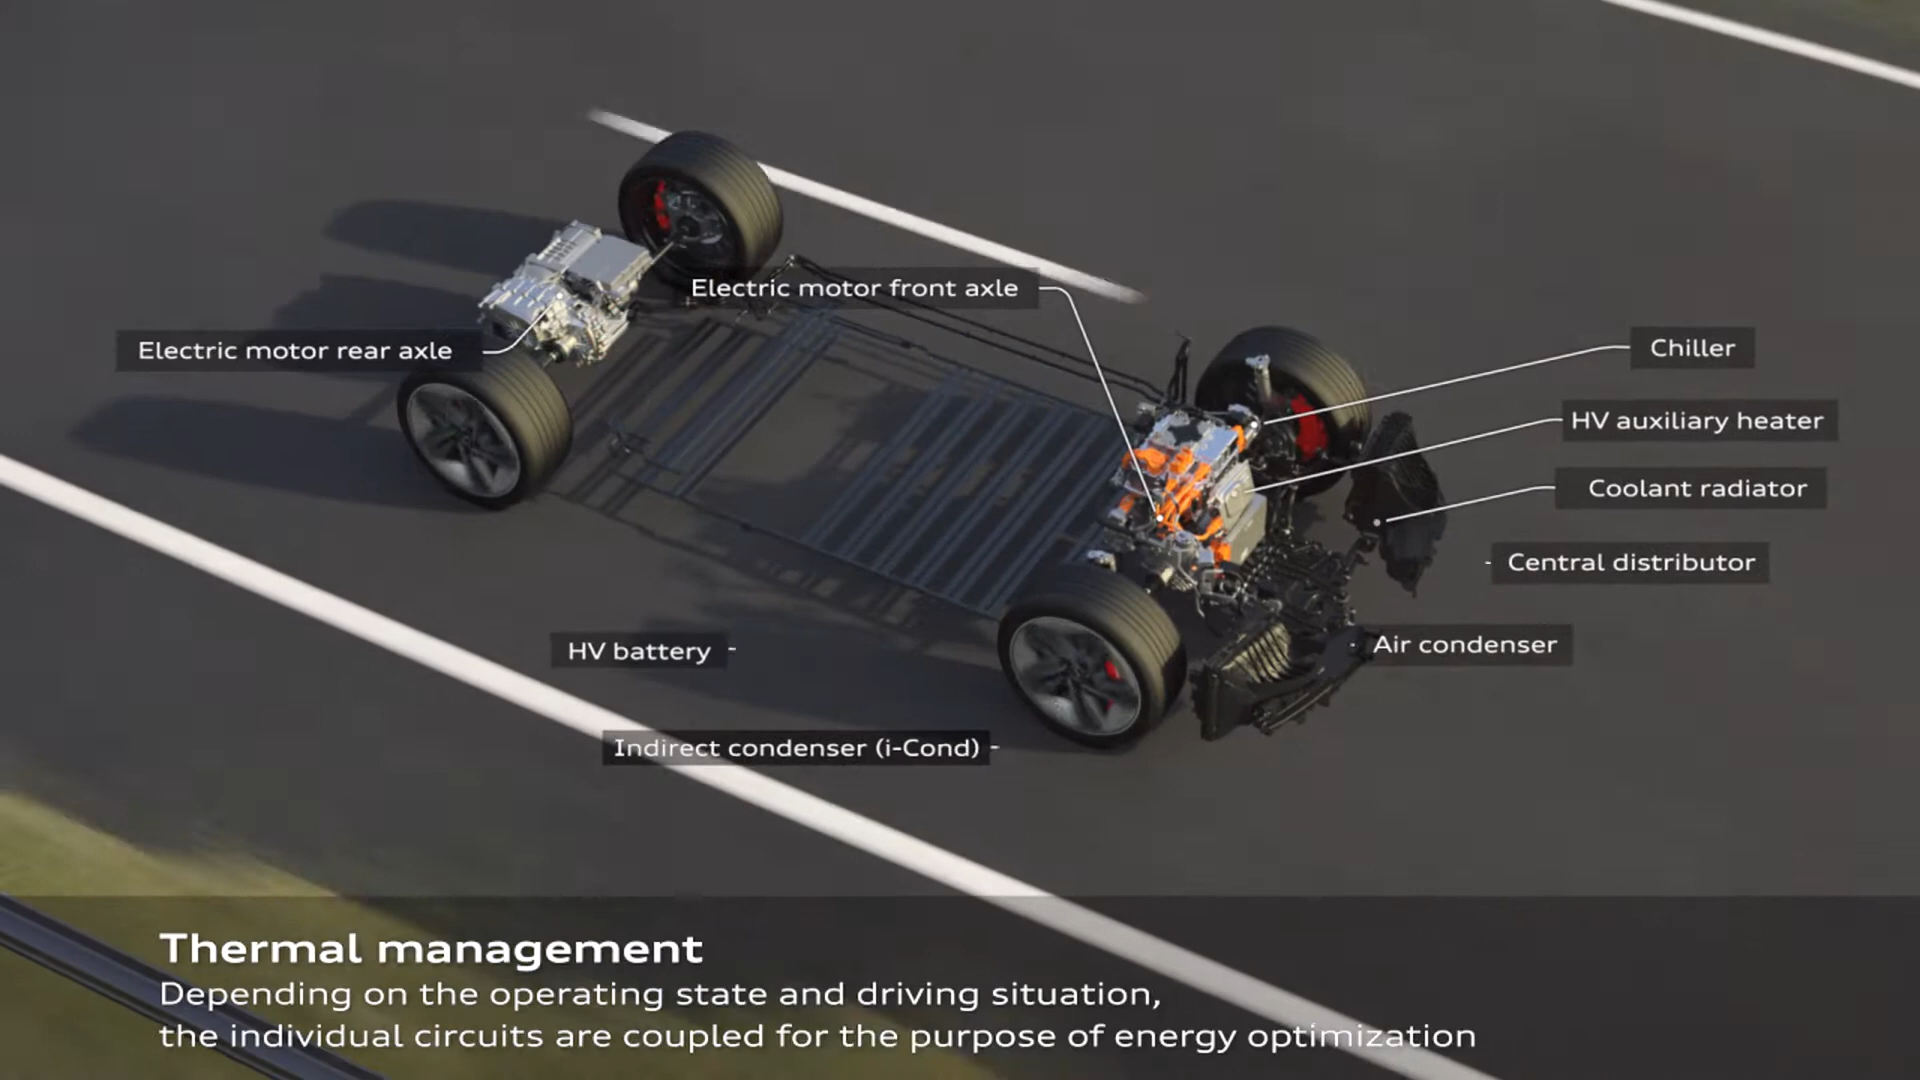 Electric motor front axle
Electric motor rear axle
Chiller
HV auxiliary heater
Coolant radiator
Central distributor
Air condenser
HV battery
Indirect condenser (i-Cond)
Thermal management
Depending on the operating state and driving situation,
the individual circuits are coupled for the purpose of energy optimization